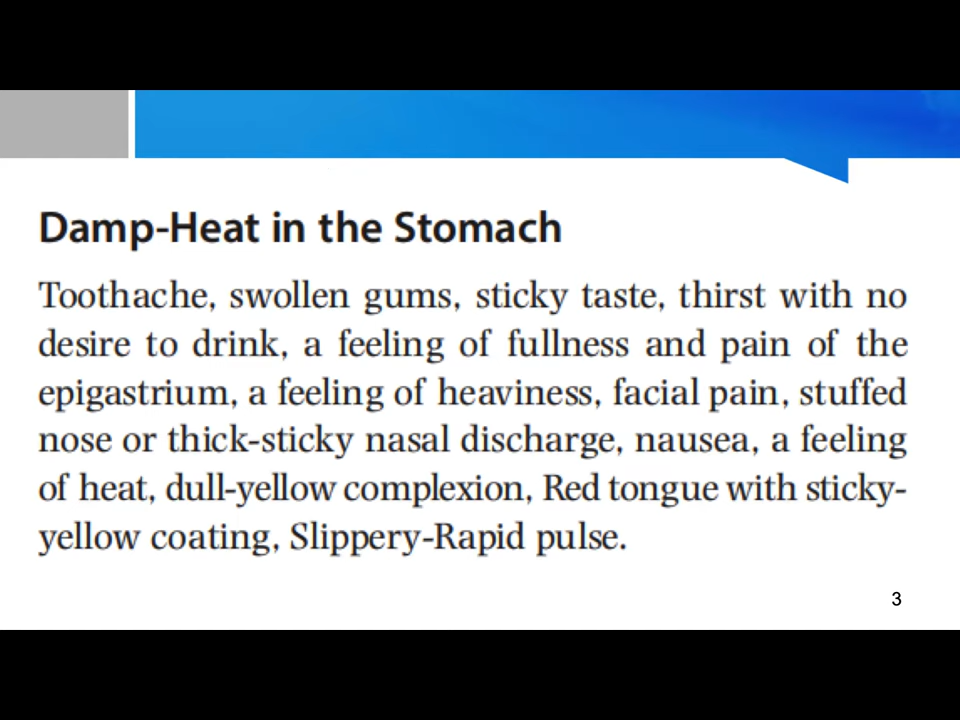 Damp-Heat in the Stomach
Toothache, swollen gums, sticky taste, thirst with no
desire to drink, a feeling of fullness and pain of the
epigastrium, a feeling of heaviness, facial pain, stuffed
nose or thick-sticky nasal discharge, nausea, a feeling
of heat, dull-yellow complexion, Red tongue with sticky-
yellow coating, Slippery-Rapid pulse.
3